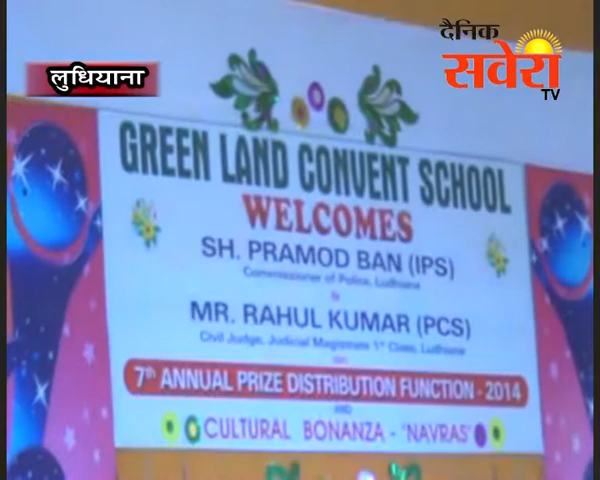 दैनिक
सवेरा
TV
लुधियाना
GREEN LAND CONVENT SCHOOL
WELCOMES
SH. PRAMOD BAN (IPS)
Commissioner of Police, Ludhiana
&
MR. RAHUL KUMAR (PCS)
Civil Judge, Judicial Magistrate 1st Class, Ludhiana
on
7th ANNUAL PRIZE DISTRIBUTION FUNCTION - 2014
AND
CULTURAL BONANZA - 'NAVRAS'